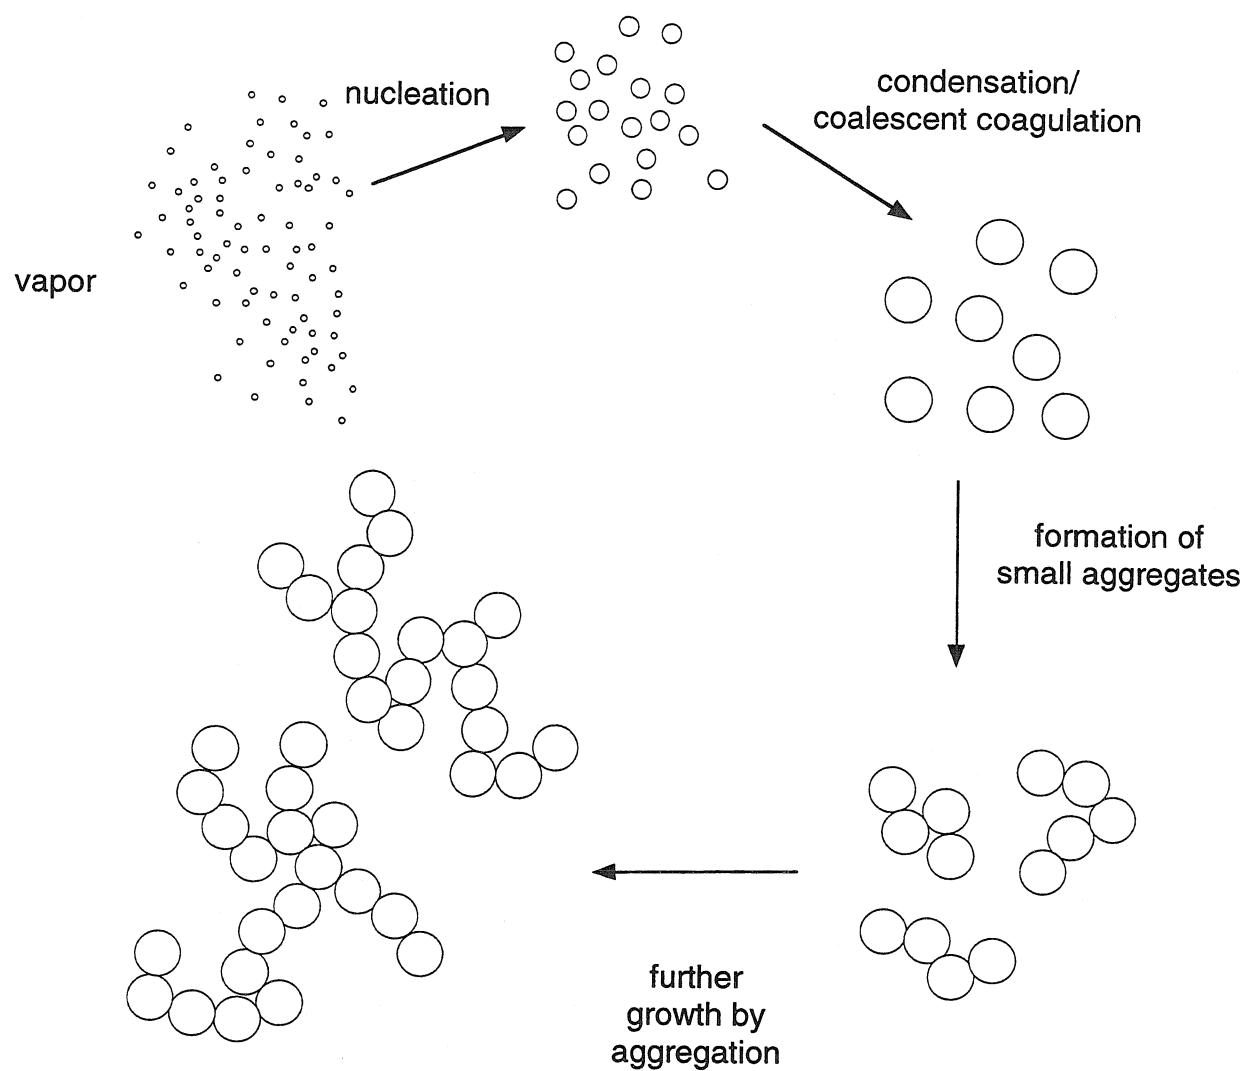 nucleation
condensation/
coalescent coagulation
vapor
formation of
small aggregates
further
growth by
aggregation